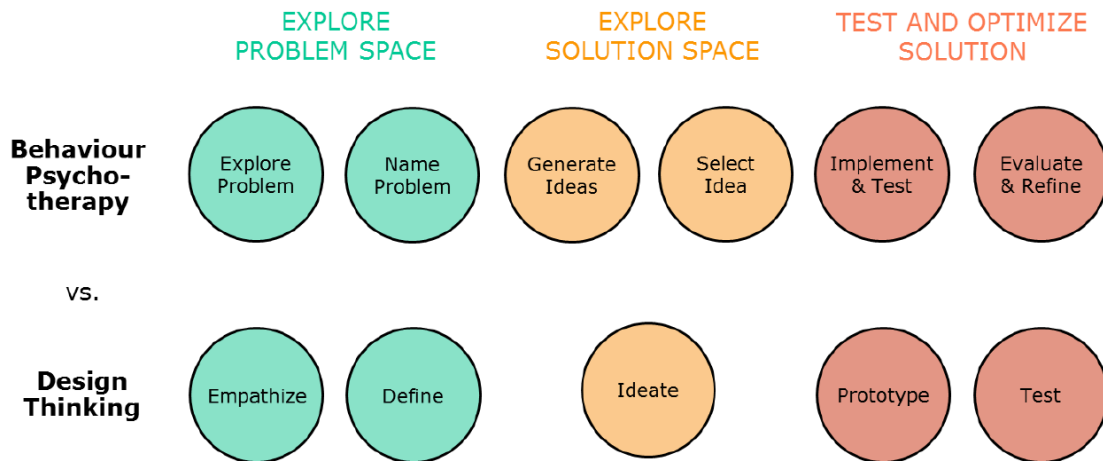 EXPLORE
PROBLEM SPACE
EXPLORE
SOLUTION SPACE
TEST AND OPTIMIZE
SOLUTION
Behaviour
Psycho-
therapy
Explore
Problem
Name
Problem
Generate
Ideas
Select
Idea
Implement
& Test
Evaluate
& Refine
vs.
Design
Thinking
Empathize
Define
Ideate
Prototype
Test